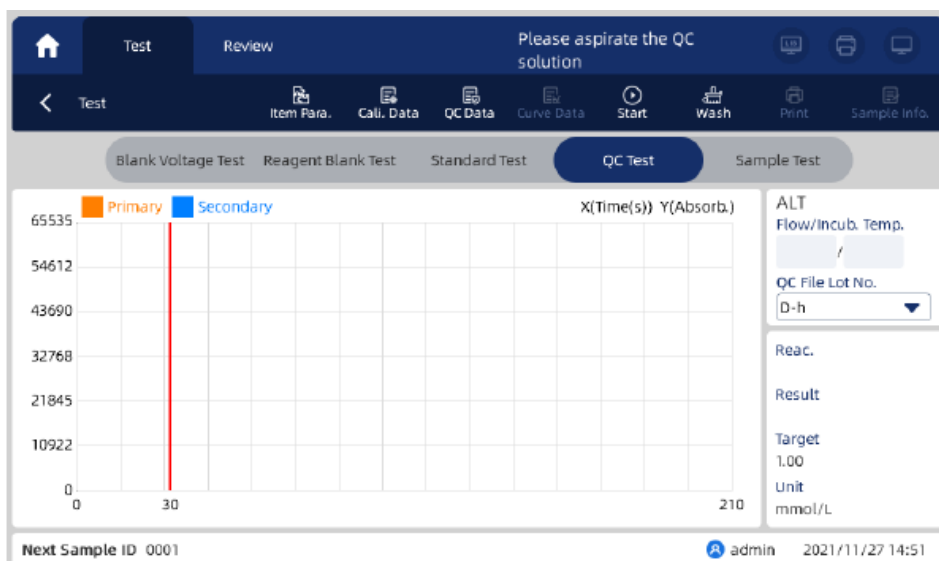 Test
Review
Please aspirate the QC
solution
LIS
Test
Item Para.
Cali. Data
QC Data
Curve Data
Start
Wash
Print
Sample Info.
Blank Voltage Test
Reagent Blank Test
Standard Test
QC Test
Sample Test
Primary
Secondary
X(Time(s)) Y(Absorb.)
65535
54612
43690
32768
21845
10922
0
0
30
210
ALT
Flow/Incub. Temp.
/
QC File Lot No.
D-h
Reac.
Result
Target
1.00
Unit
mmol/L
Next Sample ID 0001
admin
2021/11/27 14:51